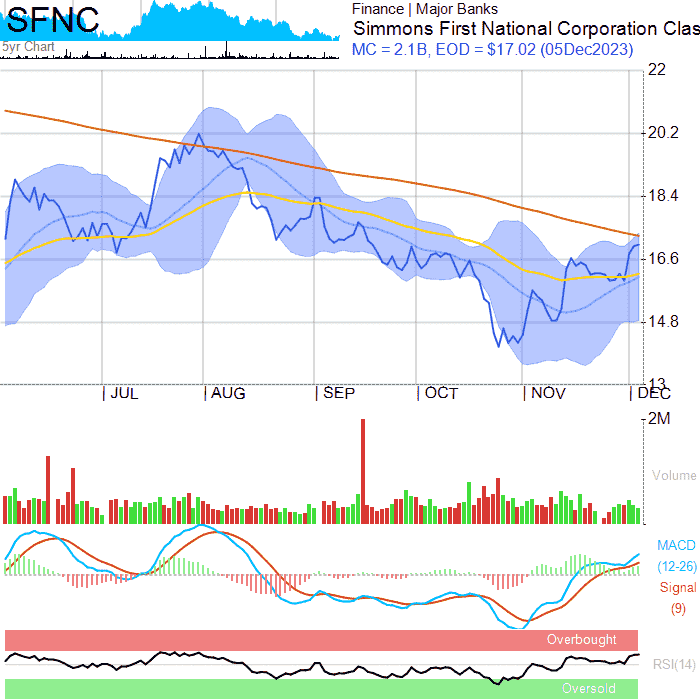 SFNC
5yr Chart
Finance | Major Banks
Simmons First National Corporation Clas
MC = 2.1B, EOD = $17.02 (05Dec2023)
22
20.2
18.4
16.6
14.8
13
JUL AUG SEP OCT NOV DEC
2M
Volume
MACD
(12-26)
Signal
(9)
Overbought
RSI(14)
Oversold